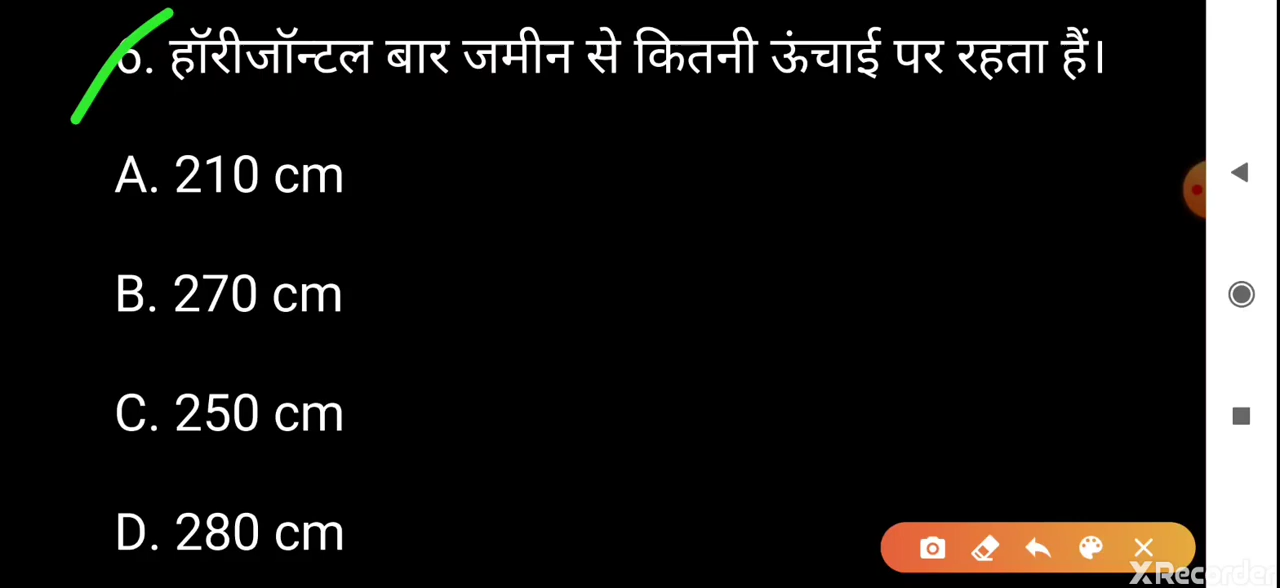 6. हॉरीजॉन्टल बार जमीन से कितनी ऊंचाई पर रहता हैं।
A. 210 cm
B. 270 cm
C. 250 cm
D. 280 cm
XRecorder